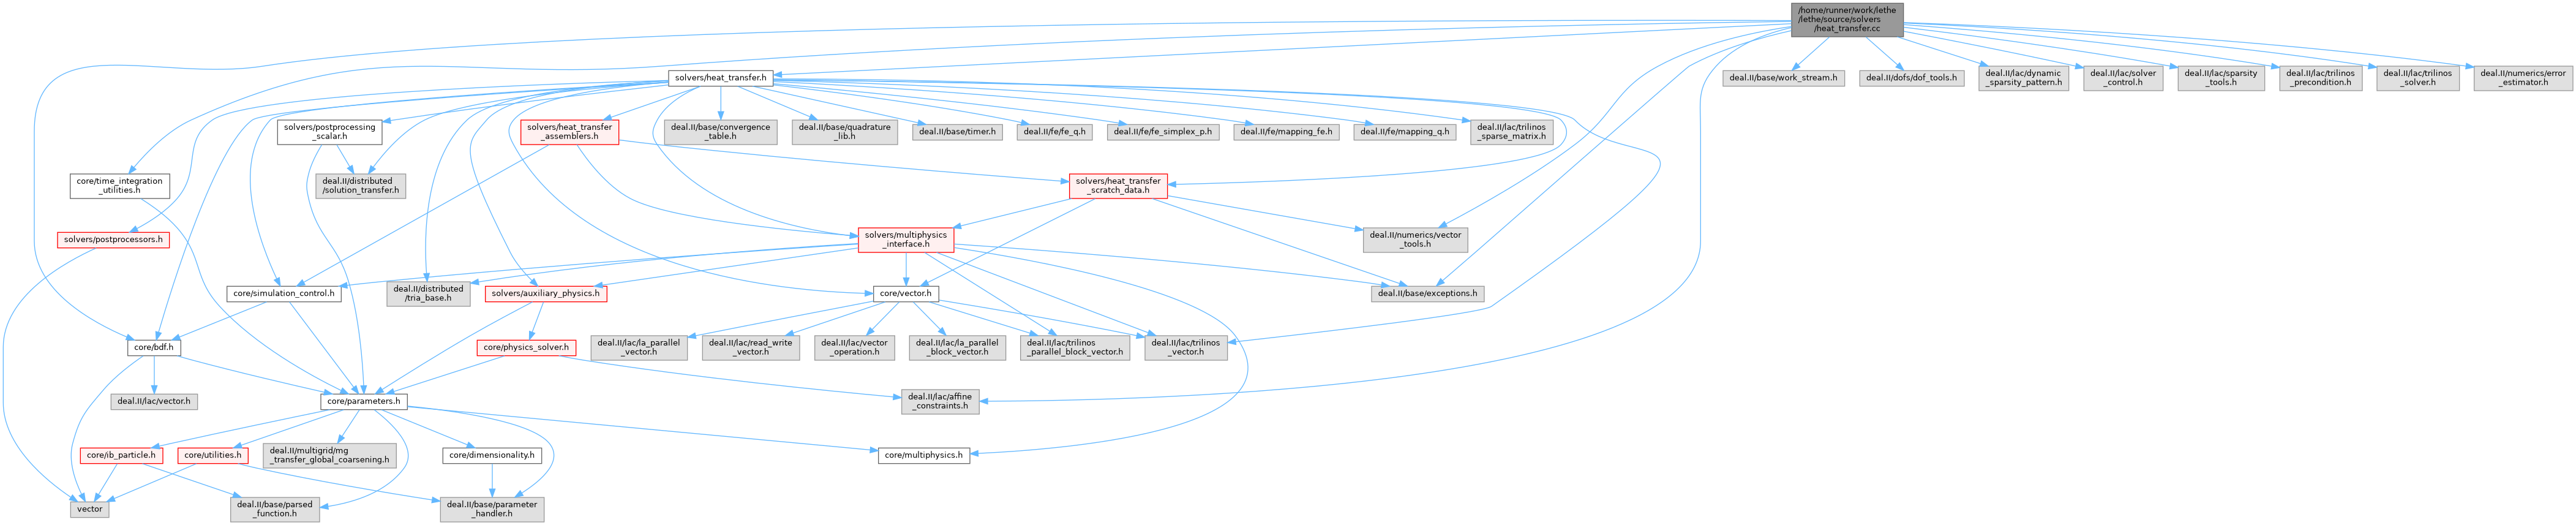 /home/runner/work/lethe
/lethe/source/solvers
/heat_transfer.cc
solvers/heat_transfer.h
deal.II/base/work_stream.h
deal.II/dofs/dof_tools.h
deal.II/lac/dynamic
_sparsity_pattern.h
deal.II/lac/solver
_control.h
deal.II/lac/sparsity
_tools.h
deal.II/lac/trilinos
_precondition.h
deal.II/lac/trilinos
_solver.h
deal.II/numerics/error
_estimator.h
solvers/postprocessing
_scalar.h
solvers/heat_transfer
_assemblers.h
deal.II/base/convergence
_table.h
deal.II/base/quadrature
_lib.h
deal.II/base/timer.h
deal.II/fe/fe_q.h
deal.II/fe/fe_simplex_p.h
deal.II/fe/mapping_fe.h
deal.II/fe/mapping_q.h
deal.II/lac/trilinos
_sparse_matrix.h
core/time_integration
_utilities.h
deal.II/distributed
/solution_transfer.h
solvers/heat_transfer
_scratch_data.h
solvers/postprocessors.h
solvers/multiphysics
_interface.h
deal.II/numerics/vector
_tools.h
core/simulation_control.h
deal.II/distributed
/tria_base.h
solvers/auxiliary_physics.h
core/vector.h
deal.II/base/exceptions.h
core/bdf.h
core/physics_solver.h
deal.II/lac/la_parallel
_vector.h
deal.II/lac/read_write
_vector.h
deal.II/lac/vector
_operation.h
deal.II/lac/la_parallel
_block_vector.h
deal.II/lac/trilinos
_parallel_block_vector.h
deal.II/lac/trilinos
_vector.h
deal.II/lac/vector.h
core/parameters.h
deal.II/lac/affine
_constraints.h
core/ib_particle.h
core/utilities.h
deal.II/multigrid/mg
_transfer_global_coarsening.h
core/dimensionality.h
core/multiphysics.h
vector
deal.II/base/parsed
_function.h
deal.II/base/parameter
_handler.h